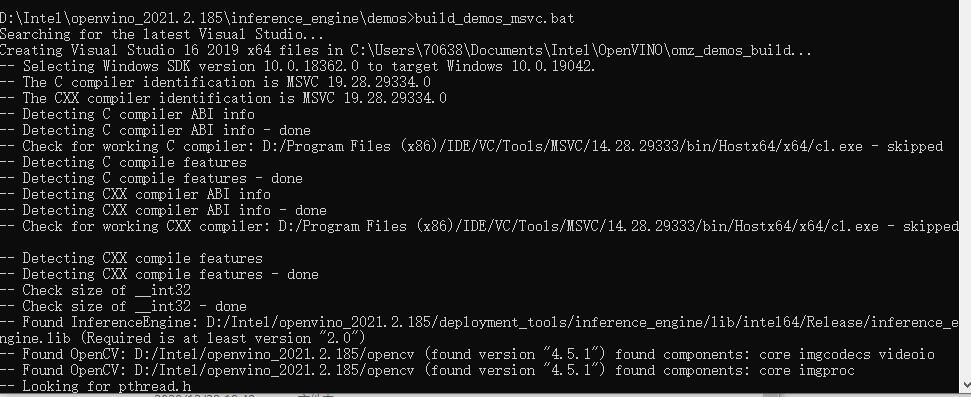 D:\Intel\openvino_2021.2.185\inference_engine\demos>build_demos_msvc.bat
Searching for the latest Visual Studio...
Creating Visual Studio 16 2019 x64 files in C:\Users\70638\Documents\Intel\OpenVINO\omz_demos_build...
-- Selecting Windows SDK version 10.0.18362.0 to target Windows 10.0.19042.
-- The C compiler identification is MSVC 19.28.29334.0
-- The CXX compiler identification is MSVC 19.28.29334.0
-- Detecting C compiler ABI info
-- Detecting C compiler ABI info - done
-- Check for working C compiler: D:/Program Files (x86)/IDE/VC/Tools/MSVC/14.28.29333/bin/Hostx64/x64/cl.exe - skipped
-- Detecting C compile features
-- Detecting C compile features - done
-- Detecting CXX compiler ABI info
-- Detecting CXX compiler ABI info - done
-- Check for working CXX compiler: D:/Program Files (x86)/IDE/VC/Tools/MSVC/14.28.29333/bin/Hostx64/x64/cl.exe - skipped
-- Detecting CXX compile features
-- Detecting CXX compile features - done
-- Check size of __int32
-- Check size of __int32 - done
-- Found InferenceEngine: D:/Intel/openvino_2021.2.185/deployment_tools/inference_engine/lib/intel64/Release/inference_e
ngine.lib (Required is at least version "2.0")
-- Found OpenCV: D:/Intel/openvino_2021.2.185/opencv (found version "4.5.1") found components: core imgcodecs videoio
-- Found OpenCV: D:/Intel/openvino_2021.2.185/opencv (found version "4.5.1") found components: core imgproc
-- Looking for pthread.h